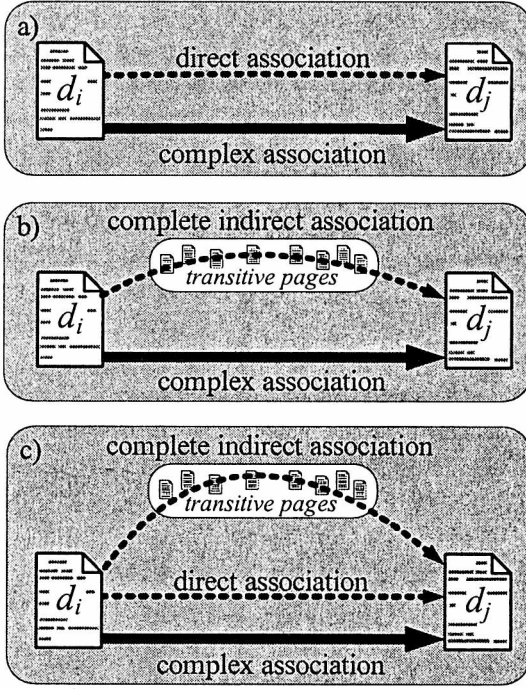 a)
direct association
d_i
d_j
complex association
b)
complete indirect association
transitive pages
d_i
d_j
complex association
c)
complete indirect association
transitive pages
d_i
direct association
d_j
complex association